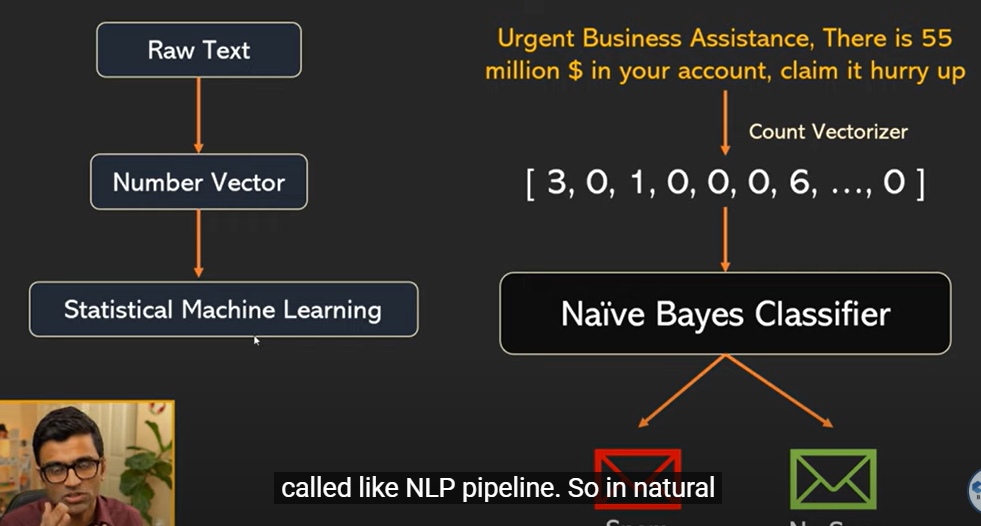 Raw Text
Number Vector
Statistical Machine Learning
Urgent Business Assistance, There is 55
million $ in your account, claim it hurry up
Count Vectorizer
[ 3, 0, 1, 0, 0, 0, 6, ..., 0 ]
Naïve Bayes Classifier
called like NLP pipeline. So in natural